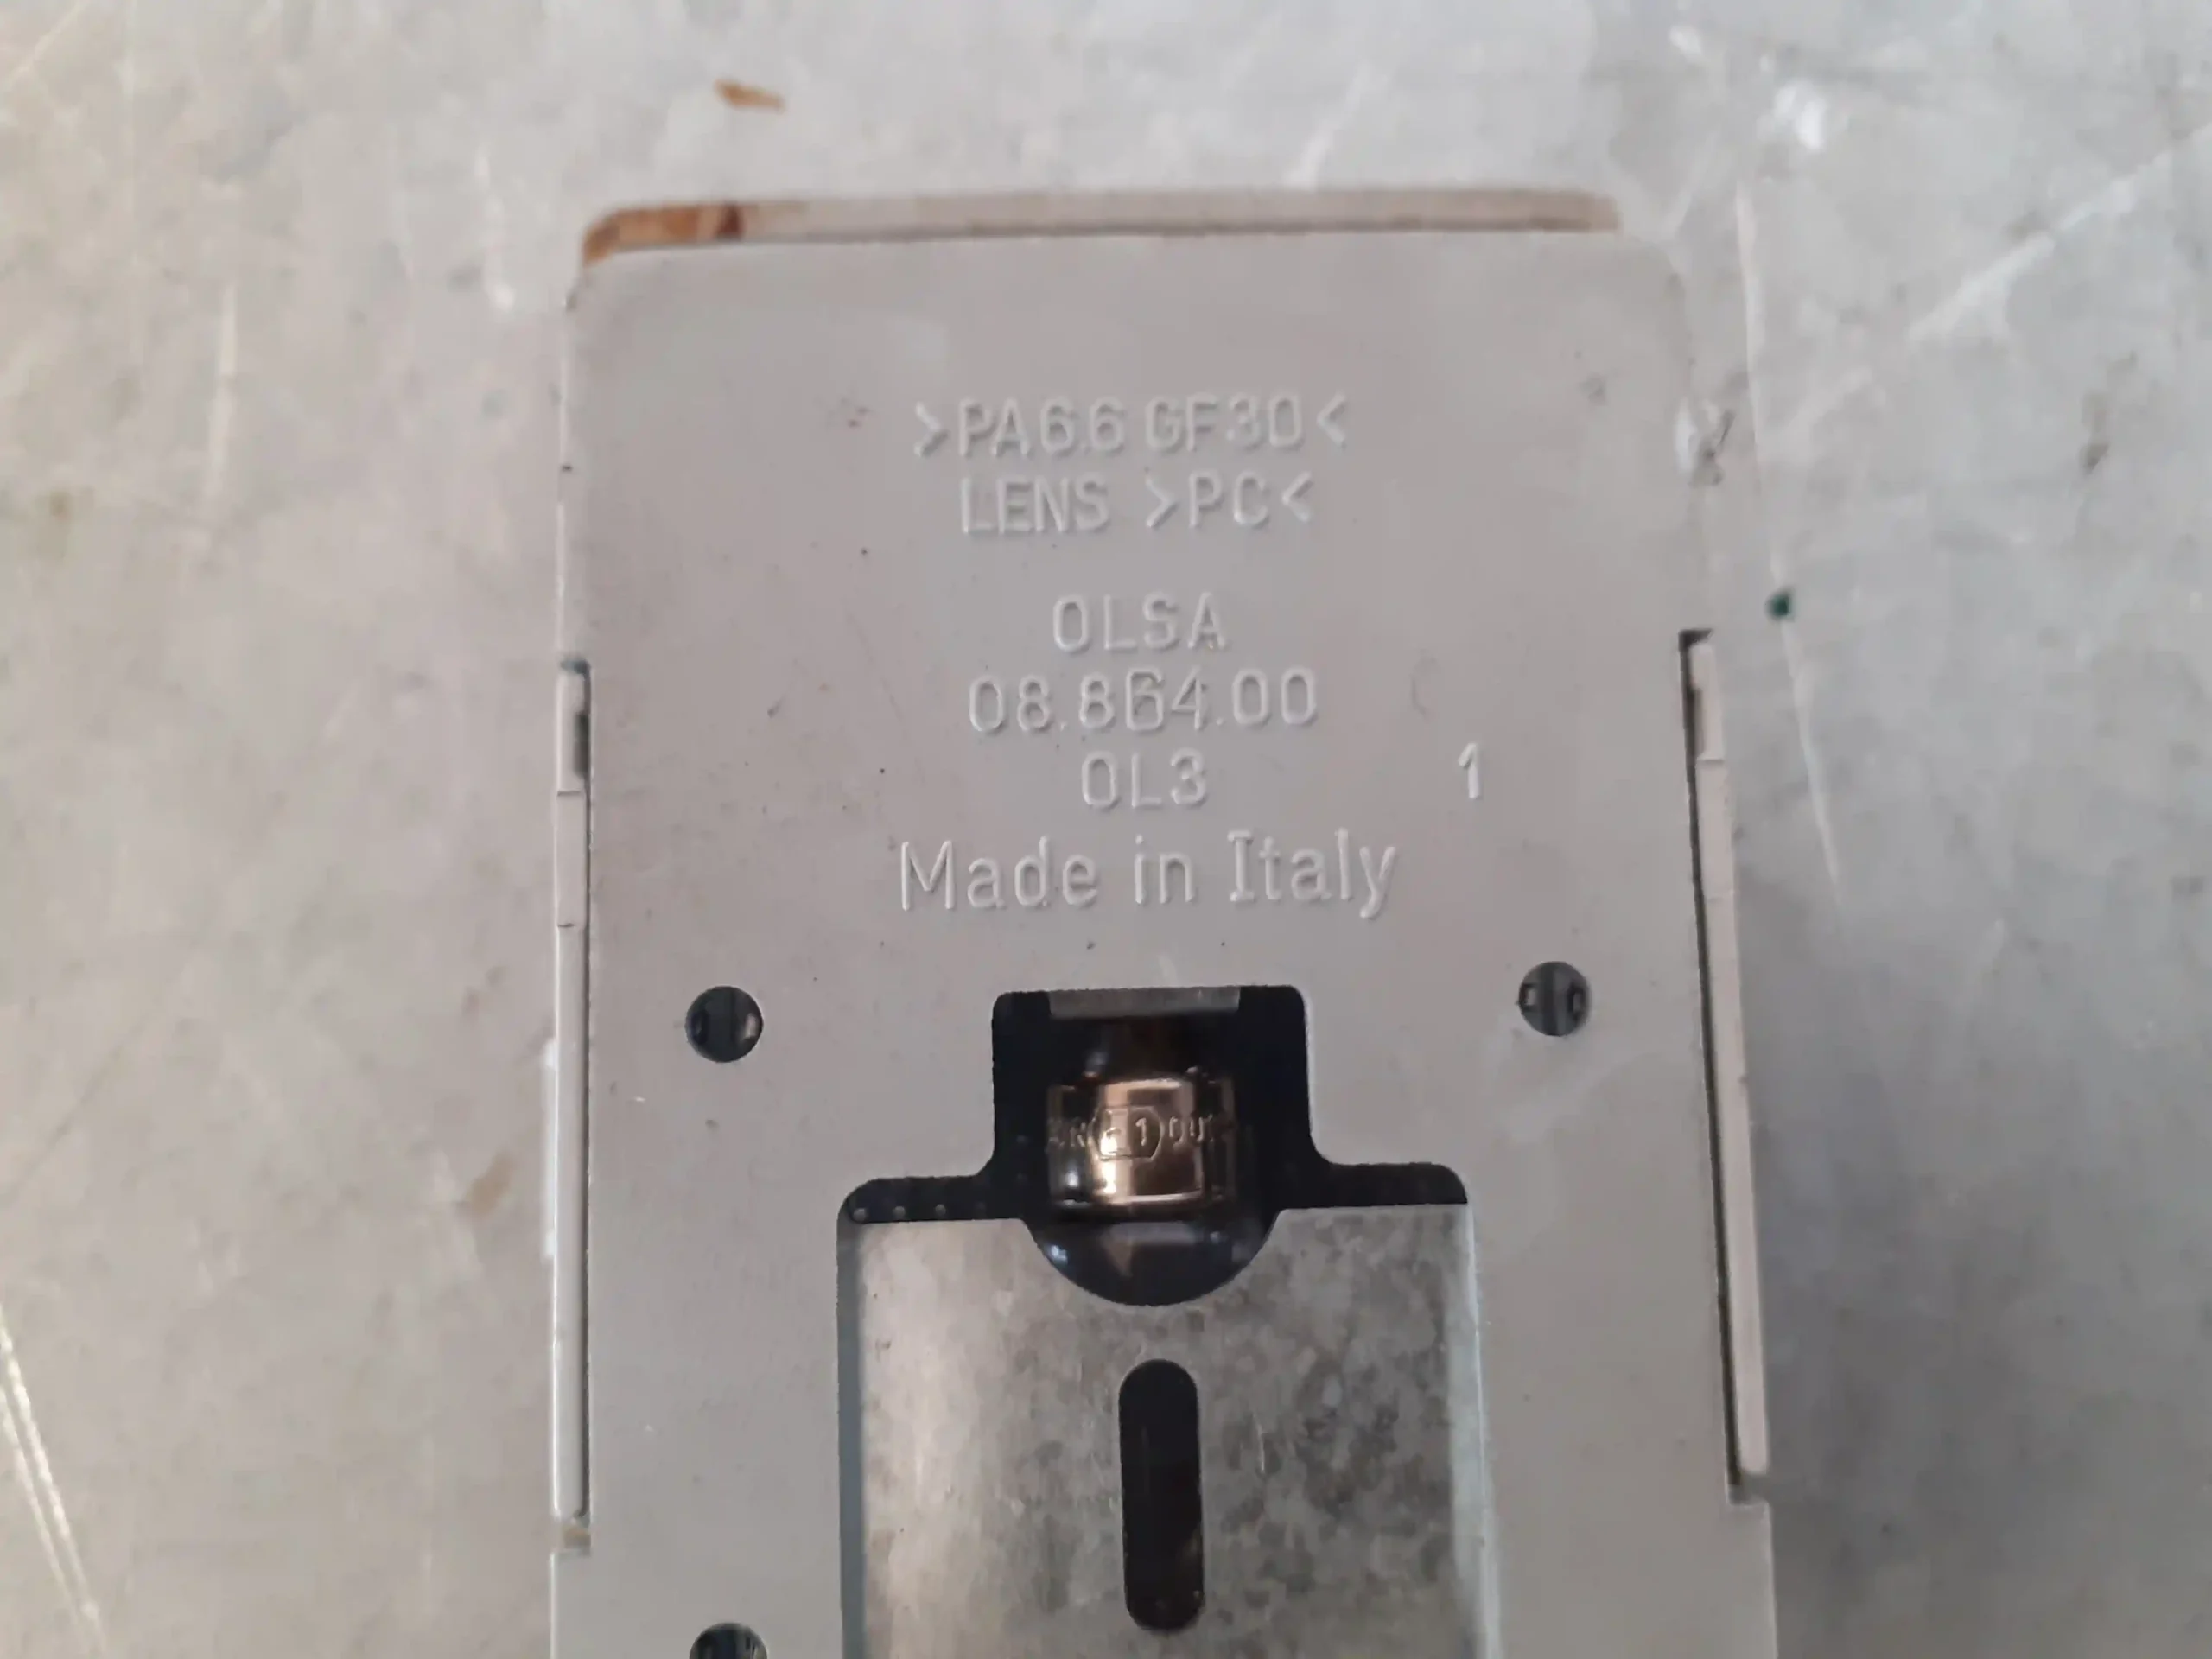 >PA6.6 GF30<
LENS >PC<
OLSA
08.864.00
OL3
1
Made in Italy